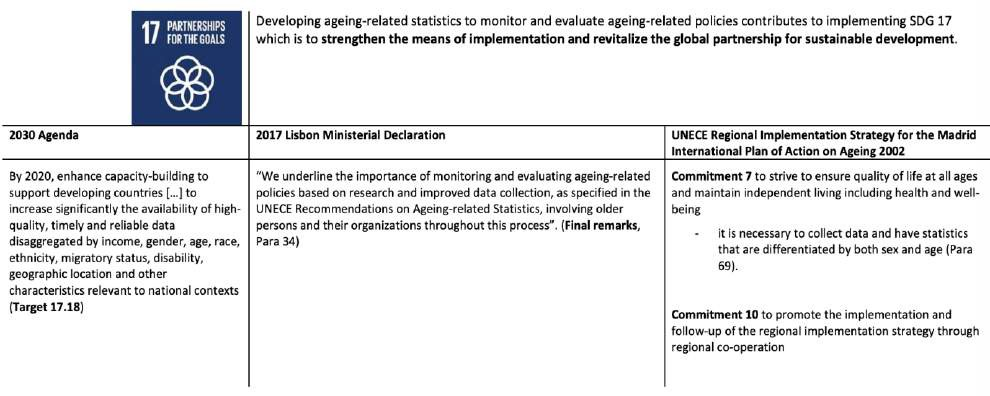 17 PARTNERSHIPS
FOR THE GOALS
Developing ageing-related statistics to monitor and evaluate ageing-related policies contributes to implementing SDG 17
which is to strengthen the means of implementation and revitalize the global partnership for sustainable development.
2030 Agenda
2017 Lisbon Ministerial Declaration
UNECE Regional Implementation Strategy for the Madrid
International Plan of Action on Ageing 2002
By 2020, enhance capacity-building to
support developing countries […] to
increase significantly the availability of high-
quality, timely and reliable data
disaggregated by income, gender, age, race,
ethnicity, migratory status, disability,
geographic location and other
characteristics relevant to national contexts
(Target 17.18)
“We underline the importance of monitoring and evaluating ageing-related
policies based on research and improved data collection, as specified in the
UNECE Recommendations on Ageing-related Statistics, involving older
persons and their organizations throughout this process”. (Final remarks,
Para 34)
Commitment 7 to strive to ensure quality of life at all ages
and maintain independent living including health and well-
being
- it is necessary to collect data and have statistics
that are differentiated by both sex and age (Para
69).
Commitment 10 to promote the implementation and
follow-up of the regional implementation strategy through
regional co-operation